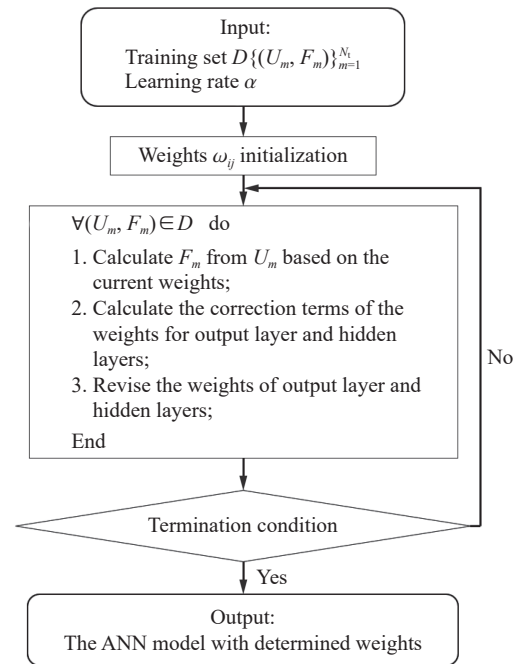 Input:
Training set D{(Uₘ, Fₘ)}ₘ₌₁^Nₜ
Learning rate α
Weights ωᵢⱼ initialization
∀(Uₘ, Fₘ)∈D do
1. Calculate Fₘ from Uₘ based on the
current weights;
2. Calculate the correction terms of the
weights for output layer and hidden
layers;
3. Revise the weights of output layer and
hidden layers;
End
No
Termination condition
Yes
Output:
The ANN model with determined weights